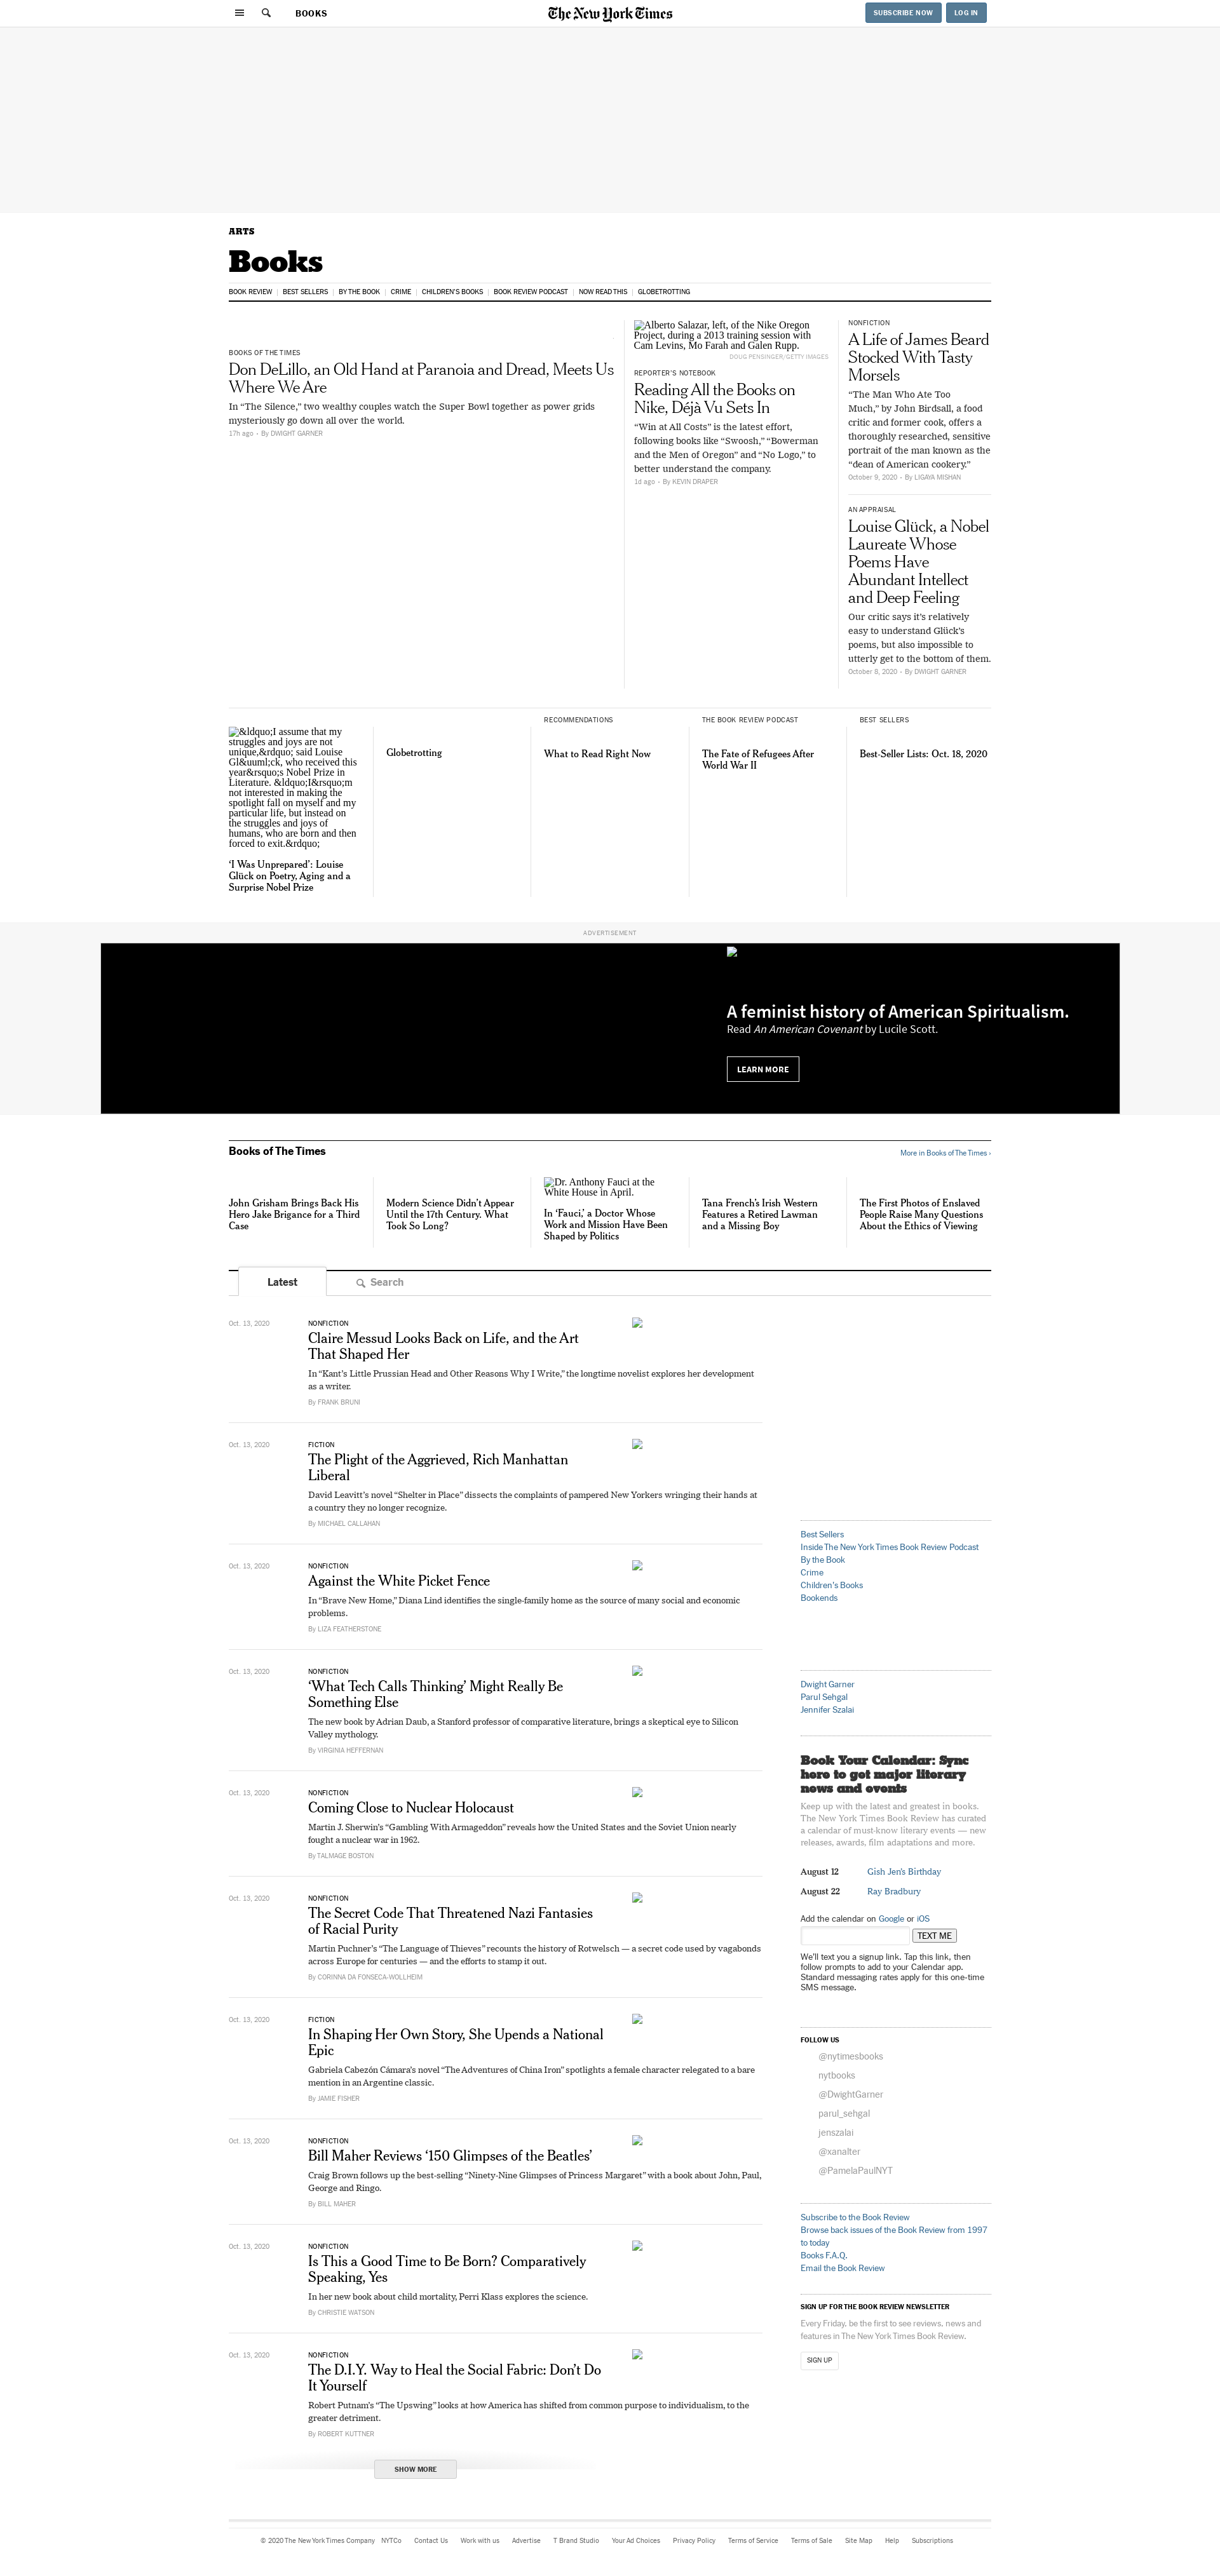 BOOKS
The New York Times
SUBSCRIBE NOW
LOG IN
ARTS
Books
BOOK REVIEW
BEST SELLERS
BY THE BOOK
CRIME
CHILDREN'S BOOKS
BOOK REVIEW PODCAST
NOW READ THIS
GLOBETROTTING
BOOKS OF THE TIMES
Don DeLillo, an Old Hand at Paranoia and Dread, Meets Us
Where We Are
In “The Silence,” two wealthy couples watch the Super Bowl together as power grids
mysteriously go down all over the world.
17h ago - By DWIGHT GARNER
Alberto Salazar, left, of the Nike Oregon
Project, during a 2013 training session with
Cam Levins, Mo Farah and Galen Rupp.
DOUG PENSINGER/GETTY IMAGES
REPORTER'S NOTEBOOK
Reading All the Books on
Nike, Déjà Vu Sets In
“Win at All Costs” is the latest effort,
following books like “Swoosh,” “Bowerman
and the Men of Oregon” and “No Logo,” to
better understand the company.
1d ago - By KEVIN DRAPER
NONFICTION
A Life of James Beard
Stocked With Tasty
Morsels
“The Man Who Ate Too
Much,” by John Birdsall, a food
critic and former cook, offers a
thoroughly researched, sensitive
portrait of the man known as the
“dean of American cookery.”
October 9, 2020 - By LIGAYA MISHAN
AN APPRAISAL
Louise Glück, a Nobel
Laureate Whose
Poems Have
Abundant Intellect
and Deep Feeling
Our critic says it’s relatively
easy to understand Glück’s
poems, but also impossible to
utterly get to the bottom of them.
October 8, 2020 - By DWIGHT GARNER
&ldquo;I assume that my
struggles and joys are not
unique,&rdquo; said Louise
Gl&uuml;ck, who received this
year&rsquo;s Nobel Prize in
Literature. &ldquo;I&rsquo;m
not interested in making the
spotlight fall on myself and my
particular life, but instead on
the struggles and joys of
humans, who are born and then
forced to exit.&rdquo;
‘I Was Unprepared’: Louise
Glück on Poetry, Aging and a
Surprise Nobel Prize
Globetrotting
RECOMMENDATIONS
What to Read Right Now
THE BOOK REVIEW PODCAST
The Fate of Refugees After
World War II
BEST SELLERS
Best-Seller Lists: Oct. 18, 2020
ADVERTISEMENT
A feminist history of American Spiritualism.
Read An American Covenant by Lucile Scott.
LEARN MORE
Books of The Times
More in Books of The Times ›
John Grisham Brings Back His
Hero Jake Brigance for a Third
Case
Modern Science Didn’t Appear
Until the 17th Century. What
Took So Long?
Dr. Anthony Fauci at the
White House in April.
In ‘Fauci,’ a Doctor Whose
Work and Mission Have Been
Shaped by Politics
Tana French’s Irish Western
Features a Retired Lawman
and a Missing Boy
The First Photos of Enslaved
People Raise Many Questions
About the Ethics of Viewing
Latest
Search
Oct. 13, 2020
NONFICTION
Claire Messud Looks Back on Life, and the Art
That Shaped Her
In “Kant’s Little Prussian Head and Other Reasons Why I Write,” the longtime novelist explores her development
as a writer.
By FRANK BRUNI
Oct. 13, 2020
FICTION
The Plight of the Aggrieved, Rich Manhattan
Liberal
David Leavitt’s novel “Shelter in Place” dissects the complaints of pampered New Yorkers wringing their hands at
a country they no longer recognize.
By MICHAEL CALLAHAN
Oct. 13, 2020
NONFICTION
Against the White Picket Fence
In “Brave New Home,” Diana Lind identifies the single-family home as the source of many social and economic
problems.
By LIZA FEATHERSTONE
Oct. 13, 2020
NONFICTION
‘What Tech Calls Thinking’ Might Really Be
Something Else
The new book by Adrian Daub, a Stanford professor of comparative literature, brings a skeptical eye to Silicon
Valley mythology.
By VIRGINIA HEFFERNAN
Oct. 13, 2020
NONFICTION
Coming Close to Nuclear Holocaust
Martin J. Sherwin’s “Gambling With Armageddon” reveals how the United States and the Soviet Union nearly
fought a nuclear war in 1962.
By TALMAGE BOSTON
Oct. 13, 2020
NONFICTION
The Secret Code That Threatened Nazi Fantasies
of Racial Purity
Martin Puchner’s “The Language of Thieves” recounts the history of Rotwelsch — a secret code used by vagabonds
across Europe for centuries — and the efforts to stamp it out.
By CORINNA DA FONSECA-WOLLHEIM
Oct. 13, 2020
FICTION
In Shaping Her Own Story, She Upends a National
Epic
Gabriela Cabezón Cámara’s novel “The Adventures of China Iron” spotlights a female character relegated to a bare
mention in an Argentine classic.
By JAMIE FISHER
Oct. 13, 2020
NONFICTION
Bill Maher Reviews ‘150 Glimpses of the Beatles’
Craig Brown follows up the best-selling “Ninety-Nine Glimpses of Princess Margaret” with a book about John, Paul,
George and Ringo.
By BILL MAHER
Oct. 13, 2020
NONFICTION
Is This a Good Time to Be Born? Comparatively
Speaking, Yes
In her new book about child mortality, Perri Klass explores the science.
By CHRISTIE WATSON
Oct. 13, 2020
NONFICTION
The D.I.Y. Way to Heal the Social Fabric: Don’t Do
It Yourself
Robert Putnam’s “The Upswing” looks at how America has shifted from common purpose to individualism, to the
greater detriment.
By ROBERT KUTTNER
SHOW MORE
Best Sellers
Inside The New York Times Book Review Podcast
By the Book
Crime
Children's Books
Bookends
Dwight Garner
Parul Sehgal
Jennifer Szalai
Book Your Calendar: Sync
here to get major literary
news and events
Keep up with the latest and greatest in books.
The New York Times Book Review has curated
a calendar of must-know literary events — new
releases, awards, film adaptations and more.
August 12 Gish Jen's Birthday
August 22 Ray Bradbury
Add the calendar on Google or iOS
TEXT ME
We'll text you a signup link. Tap this link, then
follow prompts to add to your Calendar app.
Standard messaging rates apply for this one-time
SMS message.
FOLLOW US
@nytimesbooks
nytbooks
@DwightGarner
parul_sehgal
jenszalai
@xanalter
@PamelaPaulNYT
Subscribe to the Book Review
Browse back issues of the Book Review from 1997
to today
Books F.A.Q.
Email the Book Review
SIGN UP FOR THE BOOK REVIEW NEWSLETTER
Every Friday, be the first to see reviews, news and
features in The New York Times Book Review.
SIGN UP
© 2020 The New York Times Company
NYTCo
Contact Us
Work with us
Advertise
T Brand Studio
Your Ad Choices
Privacy Policy
Terms of Service
Terms of Sale
Site Map
Help
Subscriptions